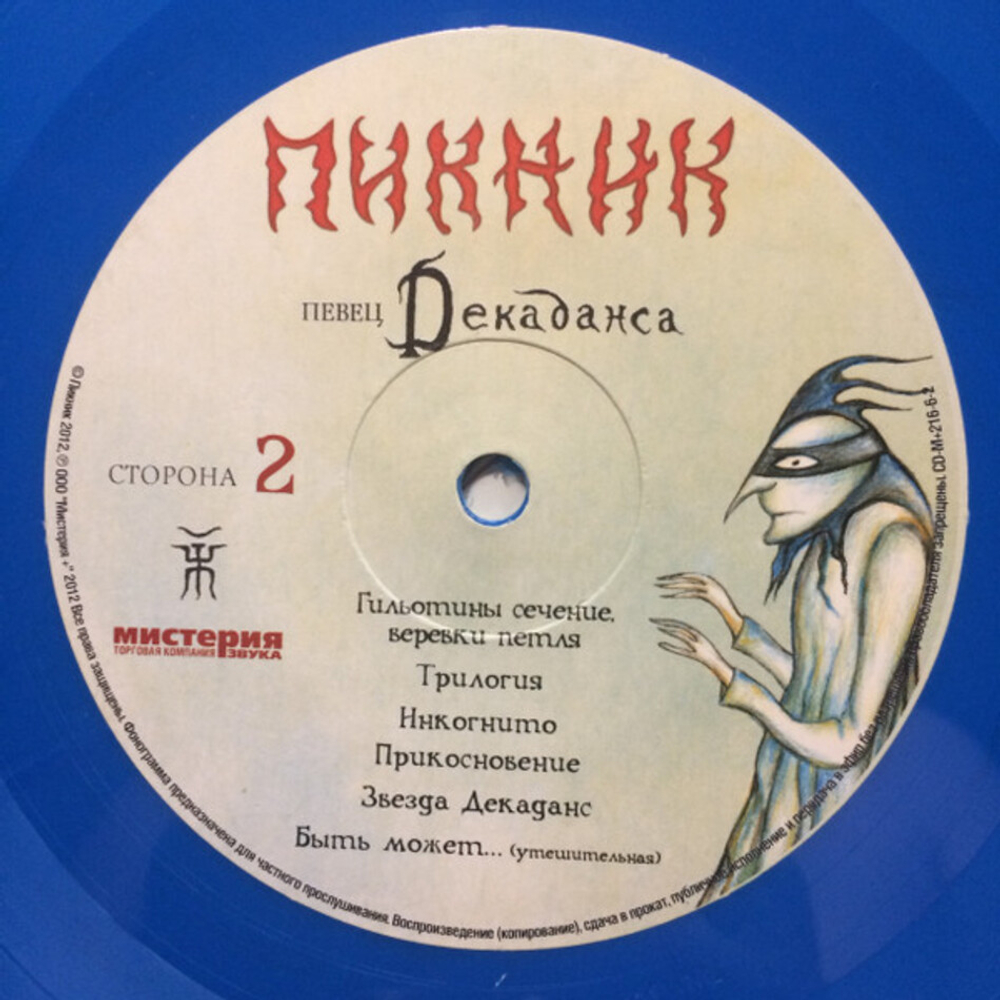 ПИКНИК
ПЕВЕЦ Декаданса
СТОРОНА 2
мистерия
ТОРГОВАЯ КОМПАНИЯ ЗВУКА
Гильотины сечение,
веревки петля
Трилогия
Инкогнито
Прикосновение
Звезда Декаданс
Быть может... (утешительная)
© Пикник 2012, ℗ ООО "Мистерия +" 2012 Все права защищены. Фонограмма предназначена для частного прослушивания. Воспроизведение (копирование), сдача в прокат, публичное исполнение и передача в эфир без правообладателя запрещены. CD-M+216-6-2